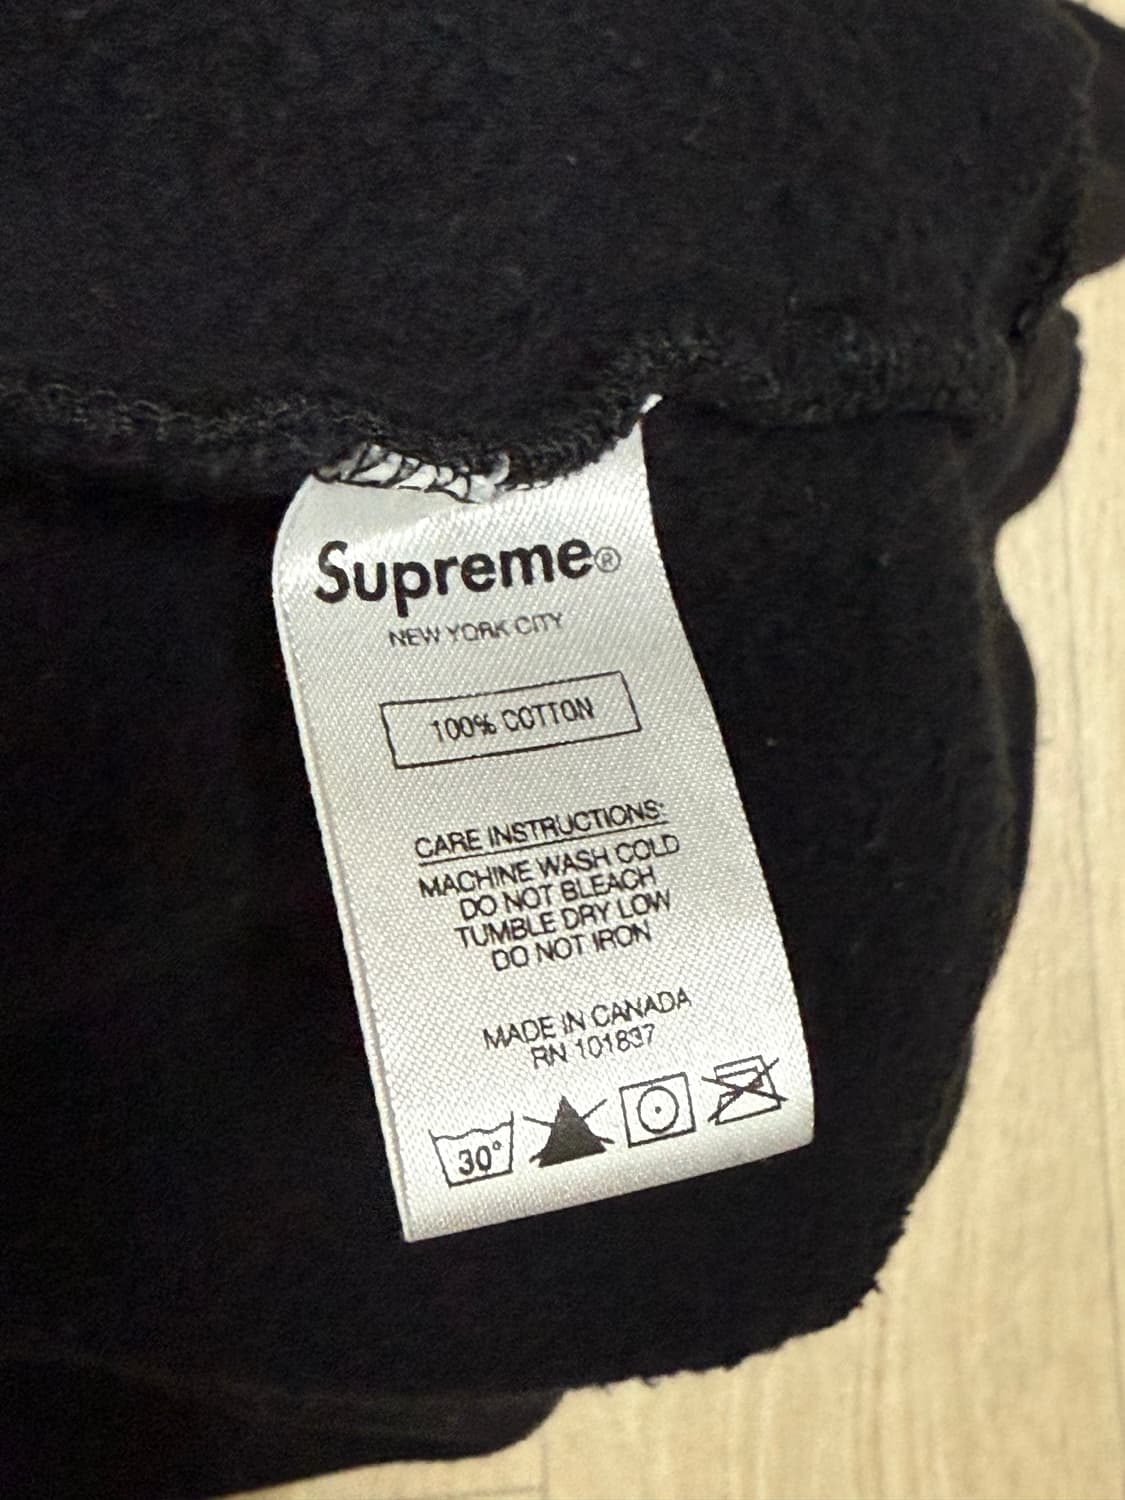 Supreme®
NEW YORK CITY
100% COTTON
CARE INSTRUCTIONS:
MACHINE WASH COLD
DO NOT BLEACH
TUMBLE DRY LOW
DO NOT IRON
MADE IN CANADA
RN 101837
30°